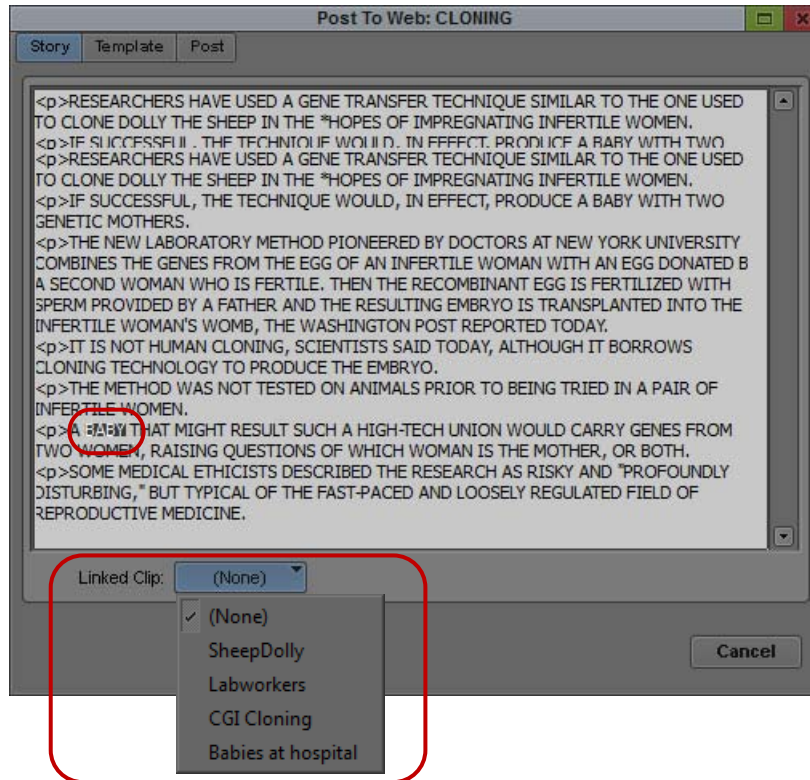 Post To Web: CLONING
Story Template Post
<p>RESEARCHERS HAVE USED A GENE TRANSFER TECHNIQUE SIMILAR TO THE ONE USED
TO CLONE DOLLY THE SHEEP IN THE *HOPES OF IMPREGNATING INFERTILE WOMEN.
<p>IF SUCCESSFUL, THE TECHNIQUE WOULD, IN EFFECT, PRODUCE A BABY WITH TWO
<p>RESEARCHERS HAVE USED A GENE TRANSFER TECHNIQUE SIMILAR TO THE ONE USED
TO CLONE DOLLY THE SHEEP IN THE *HOPES OF IMPREGNATING INFERTILE WOMEN.
<p>IF SUCCESSFUL, THE TECHNIQUE WOULD, IN EFFECT, PRODUCE A BABY WITH TWO
GENETIC MOTHERS.
<p>THE NEW LABORATORY METHOD PIONEERED BY DOCTORS AT NEW YORK UNIVERSITY
COMBINES THE GENES FROM THE EGG OF AN INFERTILE WOMAN WITH AN EGG DONATED B
A SECOND WOMAN WHO IS FERTILE. THEN THE RECOMBINANT EGG IS FERTILIZED WITH
SPERM PROVIDED BY A FATHER AND THE RESULTING EMBRYO IS TRANSPLANTED INTO THE
INFERTILE WOMAN'S WOMB, THE WASHINGTON POST REPORTED TODAY.
<p>IT IS NOT HUMAN CLONING, SCIENTISTS SAID TODAY, ALTHOUGH IT BORROWS
CLONING TECHNOLOGY TO PRODUCE THE EMBRYO.
<p>THE METHOD WAS NOT TESTED ON ANIMALS PRIOR TO BEING TRIED IN A PAIR OF
INFERTILE WOMEN.
<p>A BABY THAT MIGHT RESULT SUCH A HIGH-TECH UNION WOULD CARRY GENES FROM
TWO WOMEN, RAISING QUESTIONS OF WHICH WOMAN IS THE MOTHER, OR BOTH.
<p>SOME MEDICAL ETHICISTS DESCRIBED THE RESEARCH AS RISKY AND "PROFOUNDLY
DISTURBING," BUT TYPICAL OF THE FAST-PACED AND LOOSELY REGULATED FIELD OF
REPRODUCTIVE MEDICINE.
Linked Clip: (None)
(None)
SheepDolly
Labworkers
CGI Cloning
Babies at hospital
Cancel